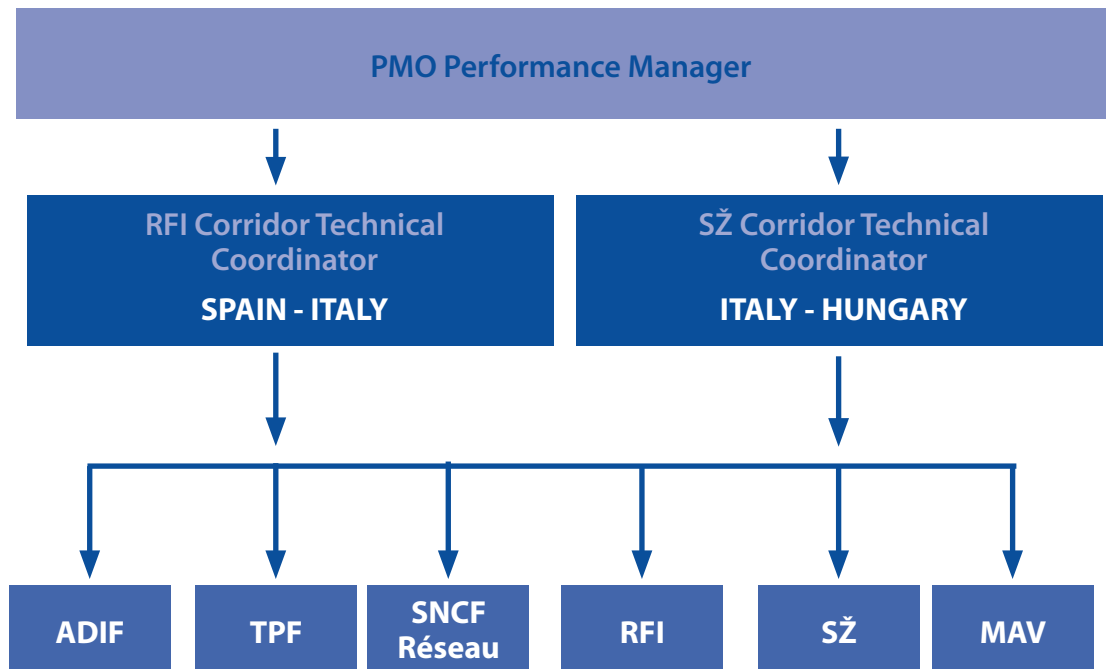 PMO Performance Manager
RFI Corridor Technical
Coordinator
SPAIN - ITALY
SŽ Corridor Technical
Coordinator
ITALY - HUNGARY
ADIF
TPF
SNCF
Réseau
RFI
SŽ
MAV